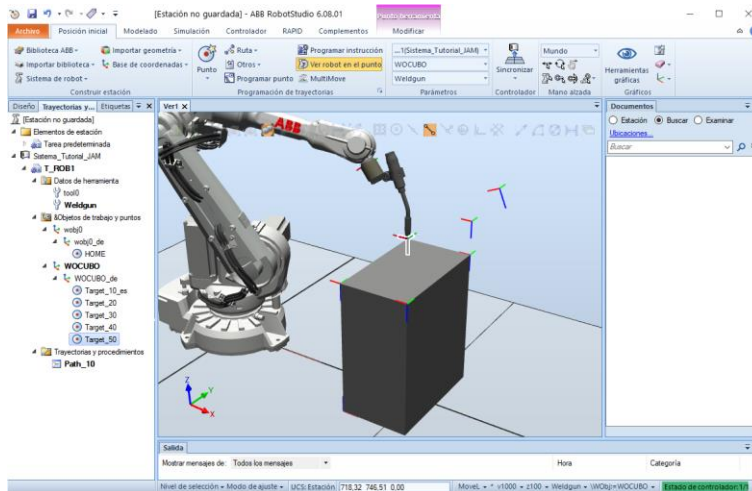 [Estación no guardada] - ABB RobotStudio 6.08.01
Archivo Posición inicial Modelado Simulación Controlador RAPID Complementos Modificar
Biblioteca ABB
Importar biblioteca
Sistema de robot
Importar geometría
Base de coordenadas
Construir estación
Punto
Ruta
Otros
Programar punto
Programar instrucción
Ver robot en el punto
MultiMove
Programación de trayectorias
...1(Sistema_Tutorial_JAM)
WOCUBO
Weldgun
Parámetros
Sincronizar
Controlador
Mundo
Mano alzada
Herramientas gráficas
Gráficos
Diseño Trayectorias y... Etiquetas
[Estación no guardada]
Elementos de estación
Tarea predeterminada
Sistema_Tutorial_JAM
T_ROB1
Datos de herramienta
tool0
Weldgun
&Objetos de trabajo y puntos
wobj0
wobj0_de
HOME
WOCUBO
WOCUBO_de
Target_10_es
Target_20
Target_30
Target_40
Target_50
Trayectorias y procedimientos
Path_10
Ver1
ABB
Z
Y
X
Documentos
Estación Buscar Examinar
Ubicaciones...
Buscar
Salida
Mostrar mensajes de: Todos los mensajes Hora Categoría
Nivel de selección Modo de ajuste UCS: Estación 718,32 746,51 0,00 MoveL * v1000 z100 Weldgun \WObj:=WOCUBO Estado de controlador: 1/1